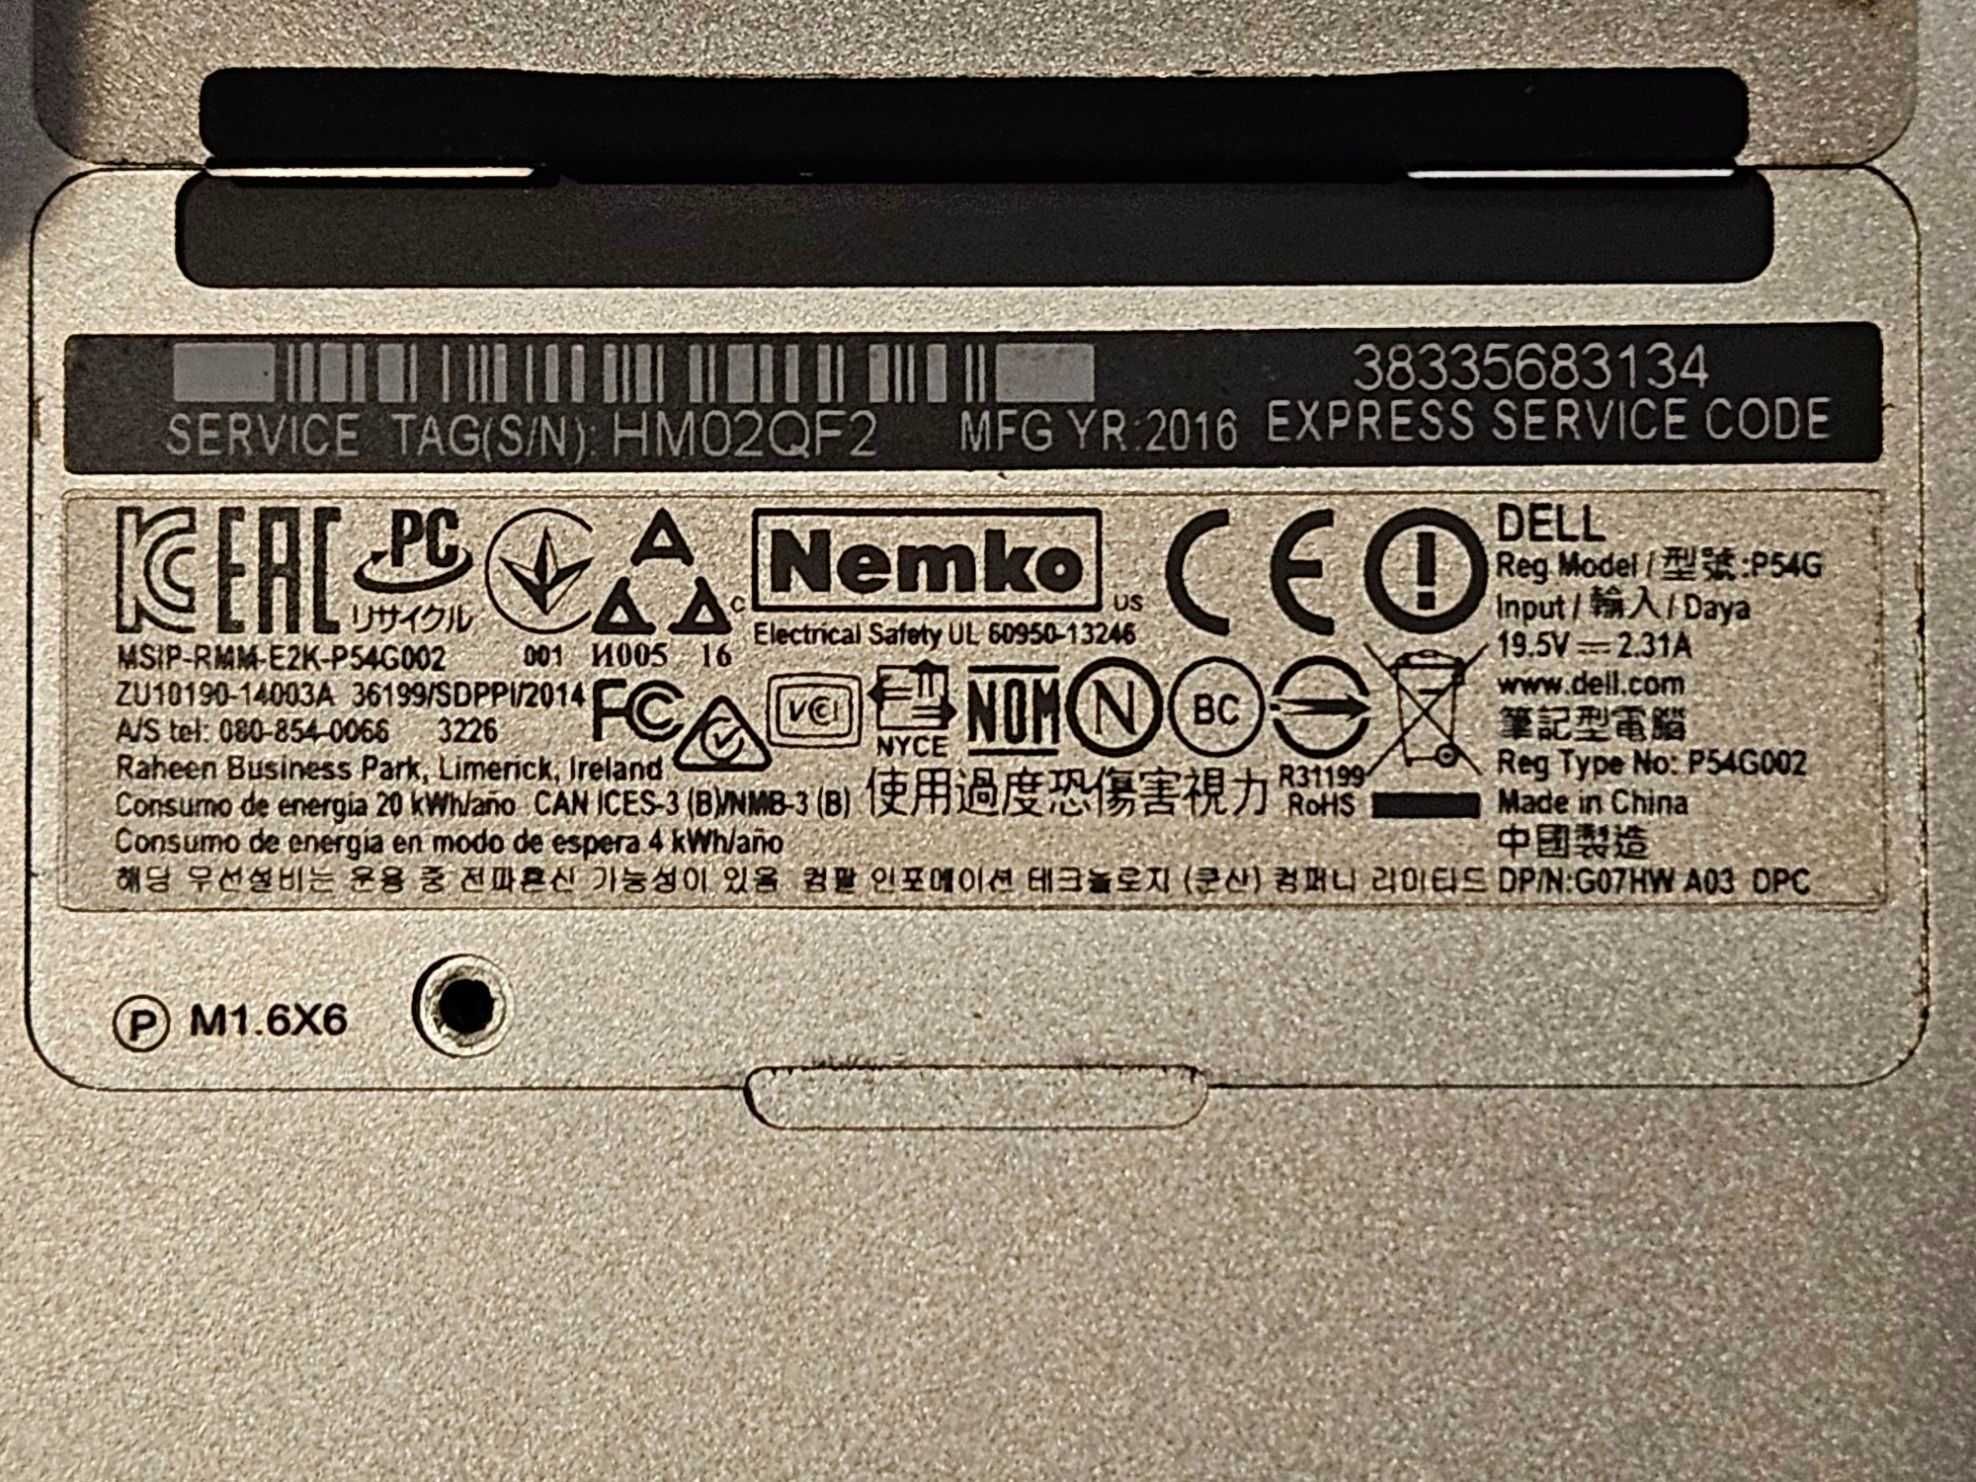 38335683134
SERVICE TAG(S/N): HM02QF2 MFG YR:2016 EXPRESS SERVICE CODE
EAC PC Nemko CE DELL
リサイクル C US Reg Model / 型號:P54G
Electrical Safety UL 60950-13246 Input / 輸入 / Daya
MSIP-RMM-E2K-P54G002 001 И005 16 19.5V 2.31A
ZU10190-14003A 36199/SDPPI/2014 FC VCI NYCE NOM N BC www.dell.com
A/S tel: 080-854-0066 3226 筆記型電腦
Raheen Business Park, Limerick, Ireland R31199 Reg Type No: P54G002
Consumo de energía 20 kWh/año CAN ICES-3 (B)/NMB-3 (B) 使用過度恐傷害視力 RoHS Made in China
Consumo de energía en modo de espera 4 kWh/año 中國製造
해당 무선설비는 운용 중 전파혼신 가능성이 있음 컴팔 인포메이션 테크놀로지 (쿤산) 컴퍼니 리미티드 DP/N:G07HW A03 DPC
P M1.6X6